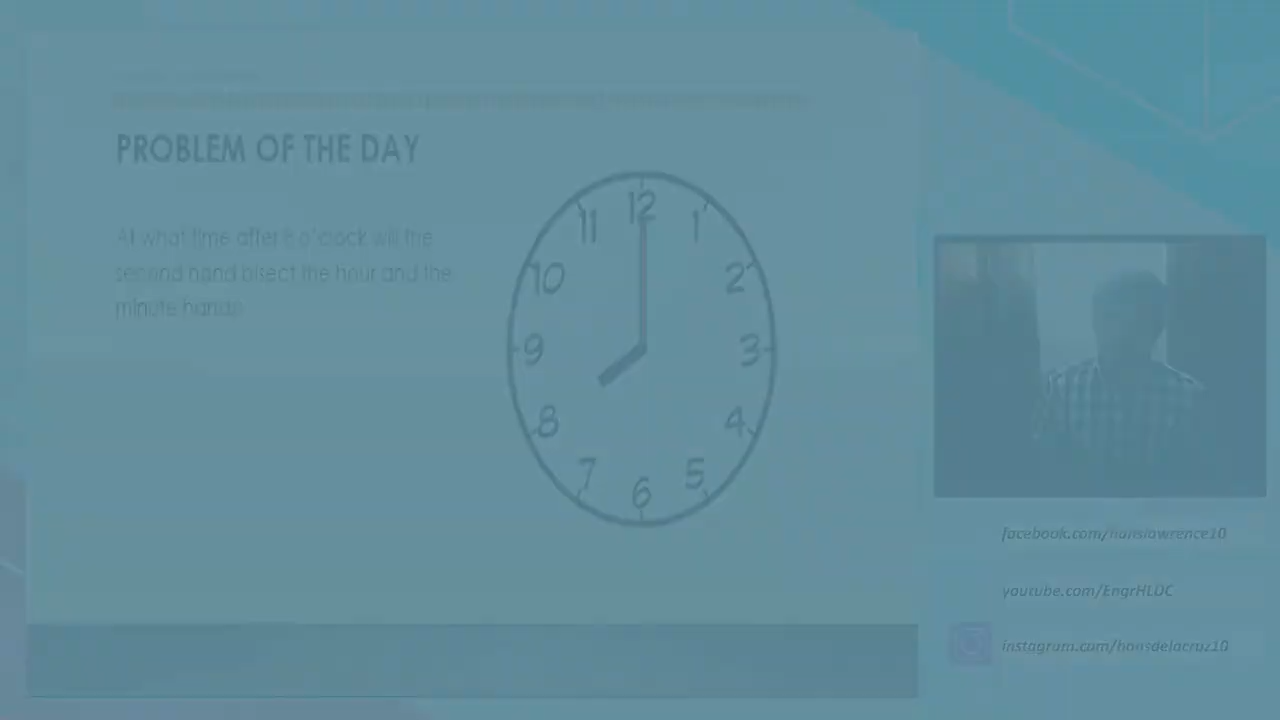 PROBLEM OF THE DAY
At what time after 8 o'clock will the
second hand bisect the hour and the
minute hands
12
11
1
10
2
9
3
8
4
7
5
6
facebook.com/hanslawrence10
youtube.com/EngrHLDC
instagram.com/hansdelacruz10